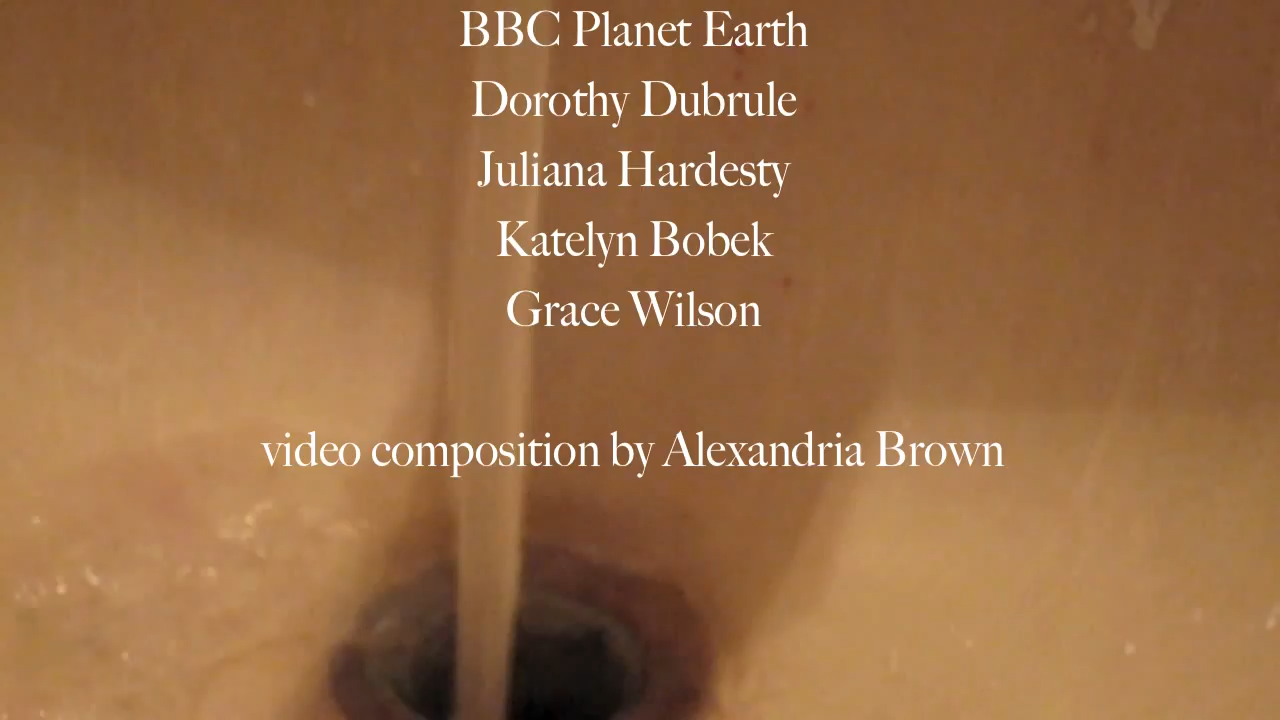 BBC Planet Earth
Dorothy Dubrule
Juliana Hardesty
Katelyn Bobek
Grace Wilson
video composition by Alexandria Brown